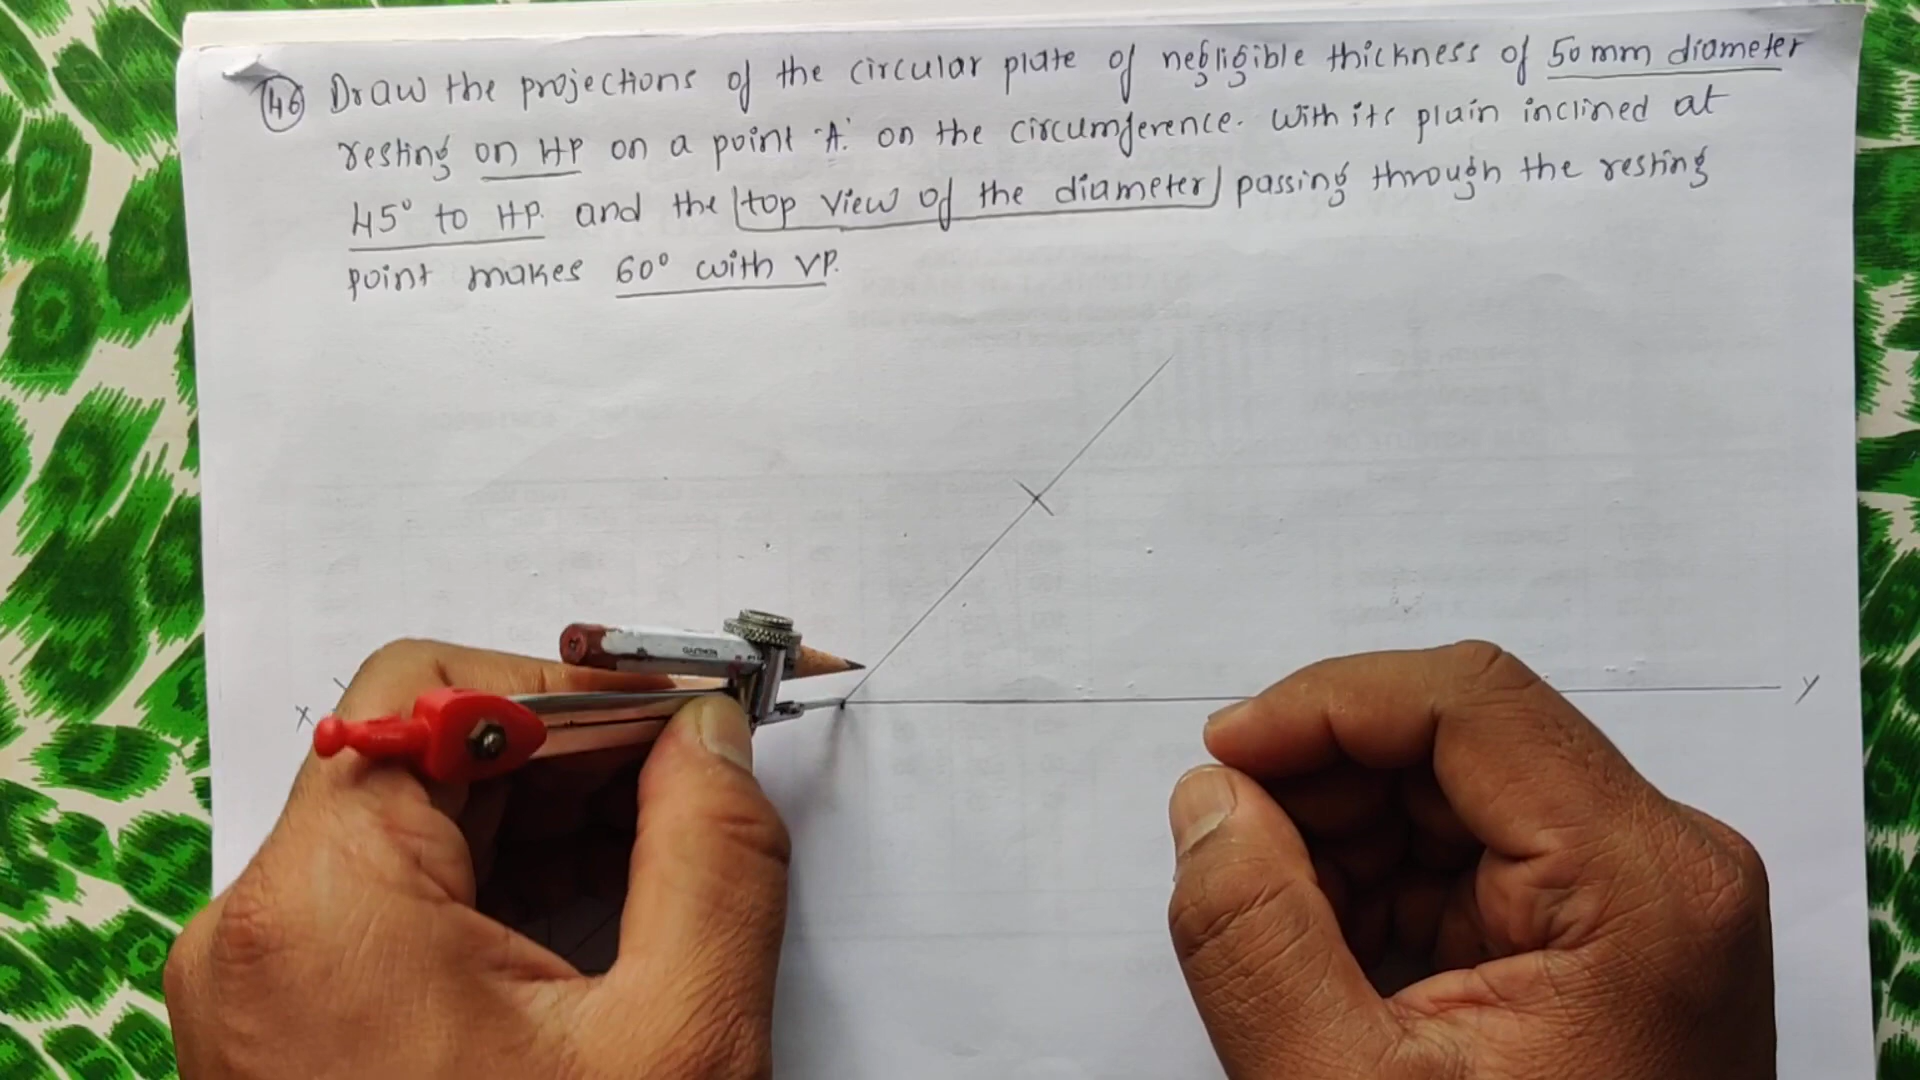 46 Draw the projections of the circular plate of negligible thickness of 50 mm diameter
resting on HP on a point 'A' on the circumference. With its plain inclined at
45° to HP. and the top view of the diameter passing through the resting
point makes 60° with VP.
X
Y